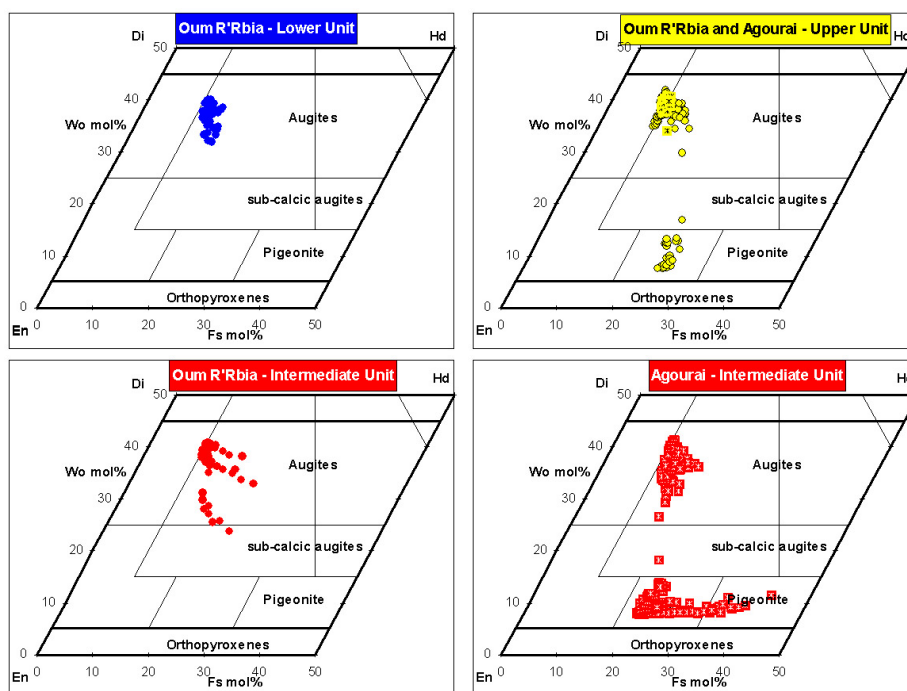 Oum R'Rbia - Lower Unit
Di
Hd
50
40
Wo mol%
Augites
30
20
sub-calcic augites
10
Pigeonite
0
Orthopyroxenes
En
0
10
20
30
40
50
Fs mol%
Oum R'Rbia and Agourai - Upper Unit
Di
Hd
50
40
Wo mol%
Augites
30
20
sub-calcic augites
10
Pigeonite
0
Orthopyroxenes
En
0
10
20
30
40
50
Fs mol%
Oum R'Rbia - Intermediate Unit
Di
Hd
50
40
Wo mol%
Augites
30
20
sub-calcic augites
10
Pigeonite
0
Orthopyroxenes
En
0
10
20
30
40
50
Fs mol%
Agourai - Intermediate Unit
Di
Hd
50
40
Wo mol%
Augites
30
20
sub-calcic augites
10
Pigeonite
0
Orthopyroxenes
En
0
10
20
30
40
50
Fs mol%